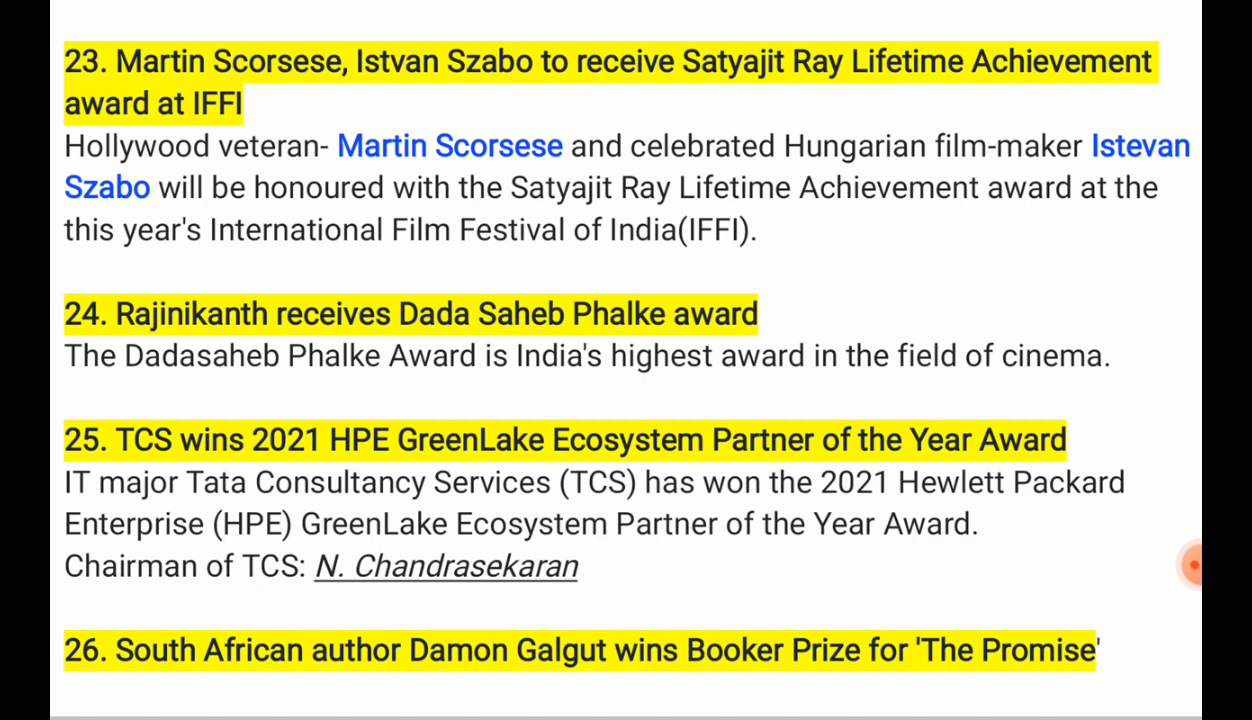 23. Martin Scorsese, Istvan Szabo to receive Satyajit Ray Lifetime Achievement
award at IFFI
Hollywood veteran- Martin Scorsese and celebrated Hungarian film-maker Istevan
Szabo will be honoured with the Satyajit Ray Lifetime Achievement award at the
this year's International Film Festival of India(IFFI).
24. Rajinikanth receives Dada Saheb Phalke award
The Dadasaheb Phalke Award is India's highest award in the field of cinema.
25. TCS wins 2021 HPE GreenLake Ecosystem Partner of the Year Award
IT major Tata Consultancy Services (TCS) has won the 2021 Hewlett Packard
Enterprise (HPE) GreenLake Ecosystem Partner of the Year Award.
Chairman of TCS: N. Chandrasekaran
26. South African author Damon Galgut wins Booker Prize for 'The Promise'